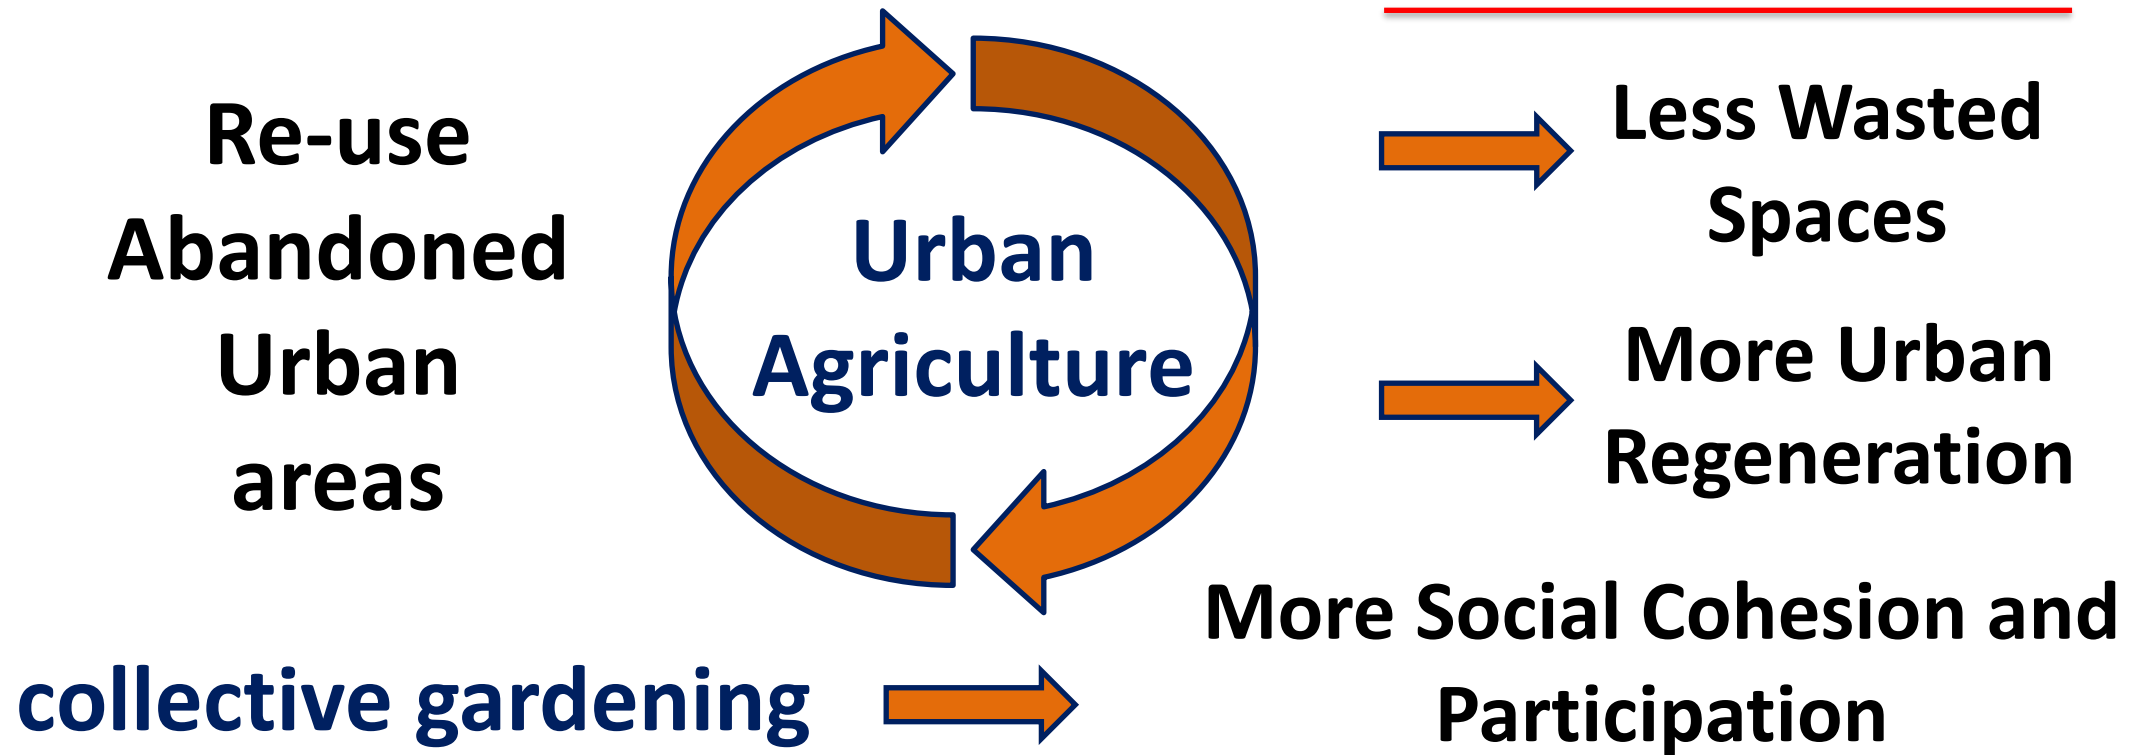 Re-use
Abandoned
Urban
areas
Urban
Agriculture
Less Wasted
Spaces
More Urban
Regeneration
collective gardening
More Social Cohesion and
Participation